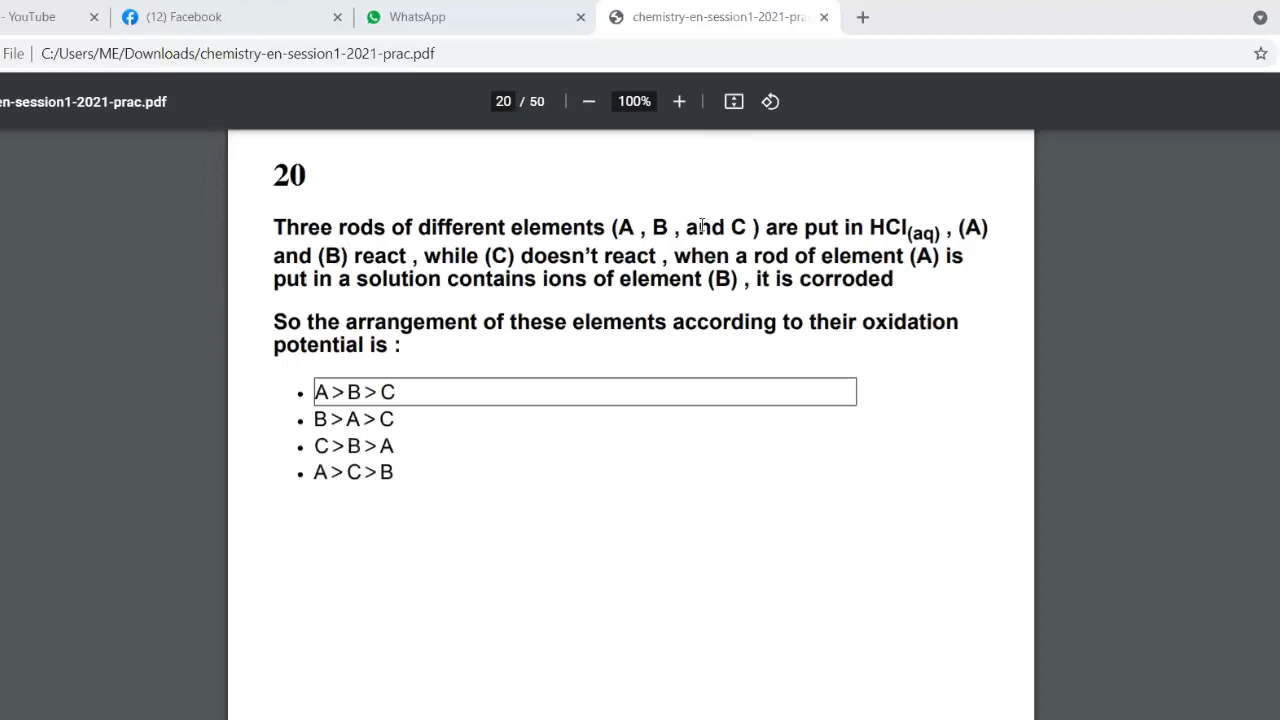 - YouTube (12) Facebook WhatsApp chemistry-en-session1-2021-pra
File C:/Users/ME/Downloads/chemistry-en-session1-2021-prac.pdf
en-session1-2021-prac.pdf 20 / 50 100%
20
Three rods of different elements (A , B , and C ) are put in HCl(aq) , (A)
and (B) react , while (C) doesn’t react , when a rod of element (A) is
put in a solution contains ions of element (B) , it is corroded
So the arrangement of these elements according to their oxidation
potential is :
• A > B > C
• B > A > C
• C > B > A
• A > C > B